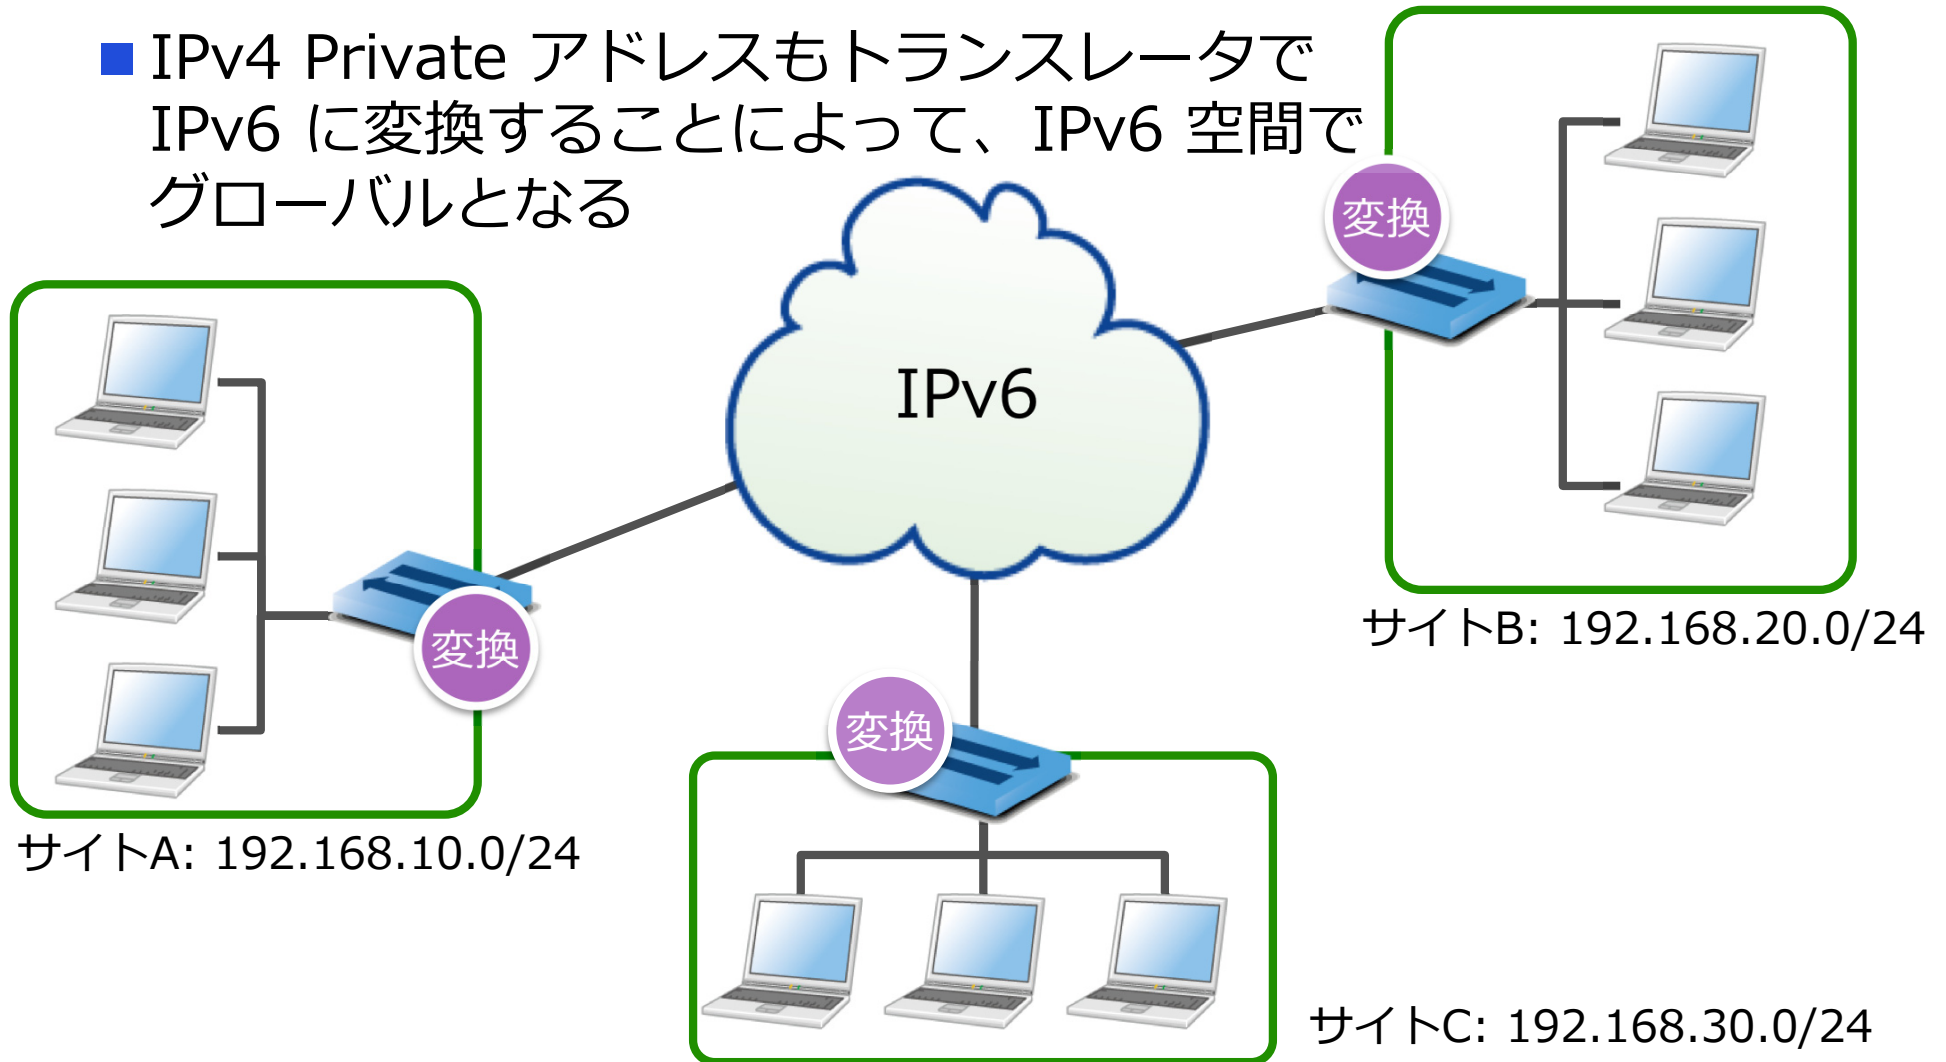 IPv4 Private アドレスもトランスレータで
IPv6 に変換することによって、IPv6 空間で
グローバルとなる
変換
IPv6
サイトB: 192.168.20.0/24
変換
変換
サイトA: 192.168.10.0/24
サイトC: 192.168.30.0/24